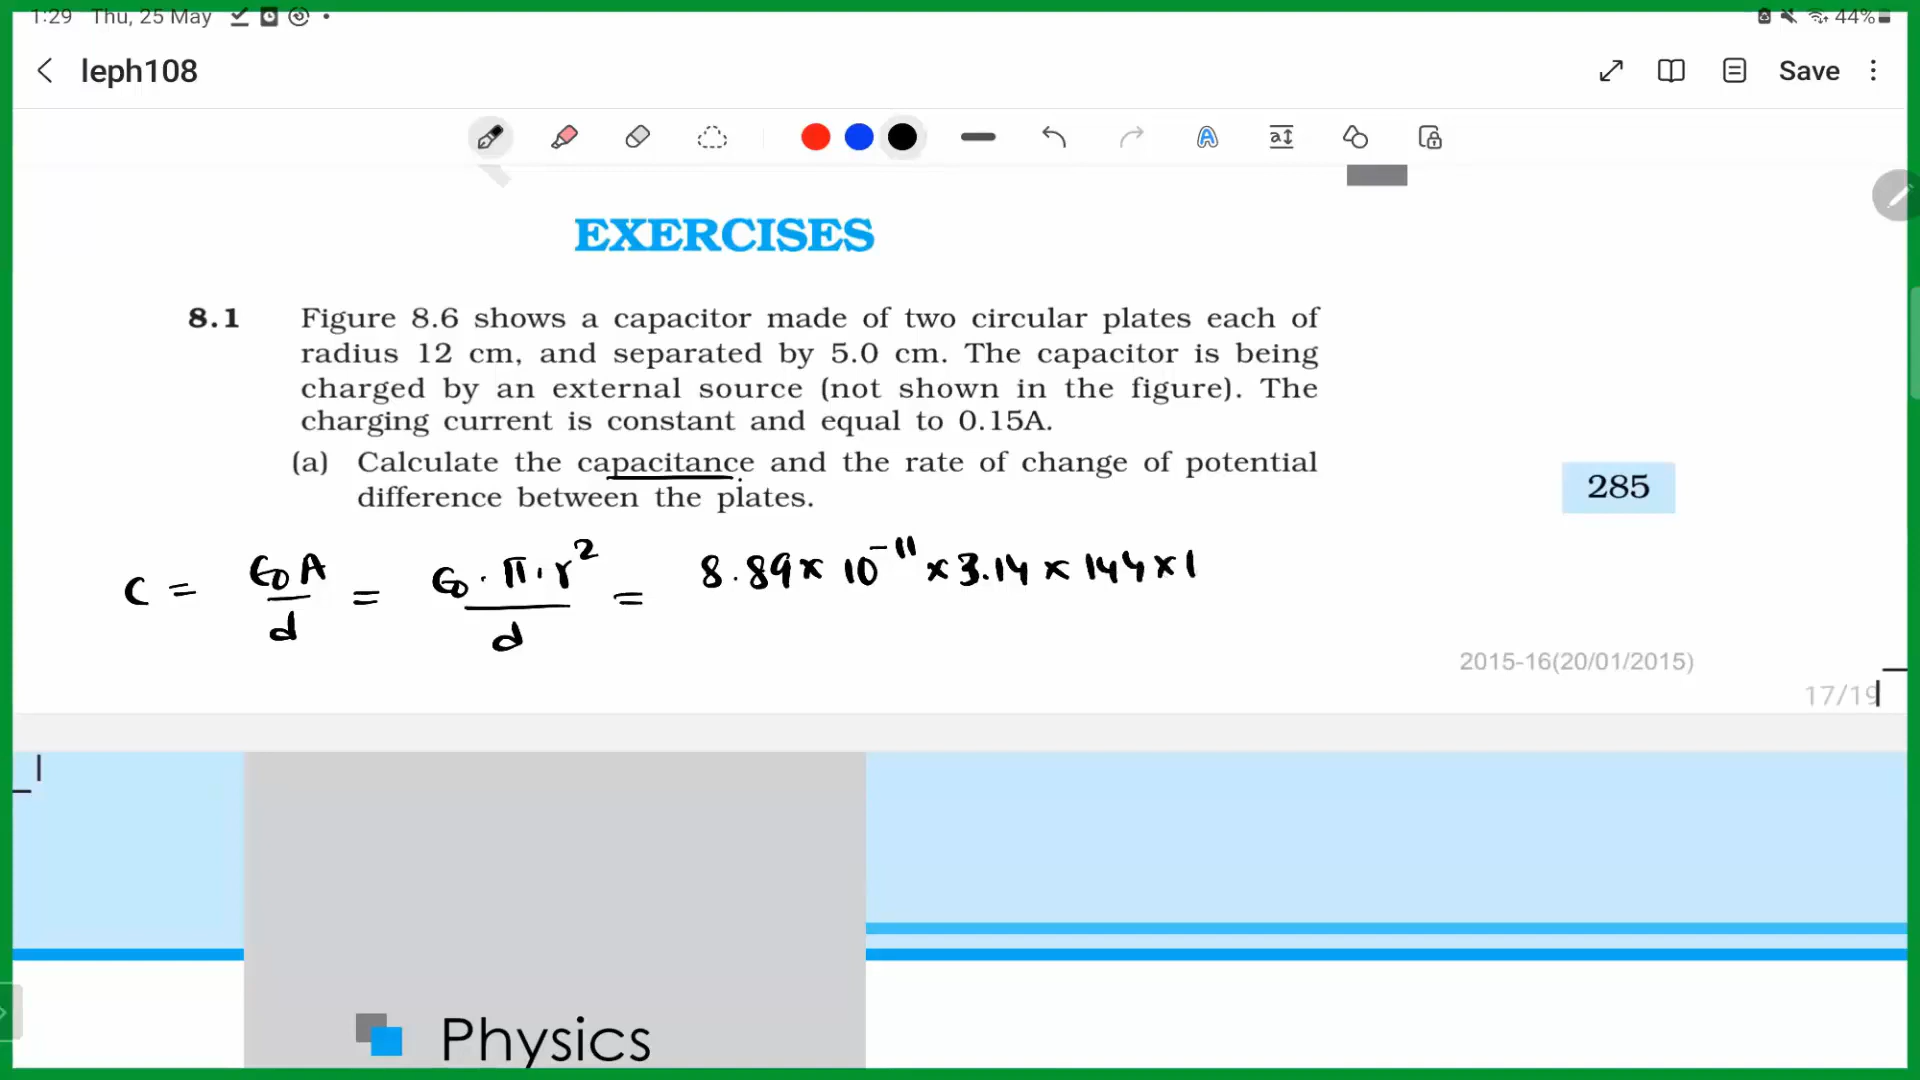 1:29 Thu, 25 May 44%
leph108
Save
EXERCISES
8.1 Figure 8.6 shows a capacitor made of two circular plates each of
radius 12 cm, and separated by 5.0 cm. The capacitor is being
charged by an external source (not shown in the figure). The
charging current is constant and equal to 0.15A.
(a) Calculate the capacitance and the rate of change of potential
difference between the plates.
285
C = ϵ₀A/d = ϵ₀·π·r²/d = 8.89 × 10⁻¹¹ × 3.14 × 144 × 1
2015-16(20/01/2015)
17/19
Physics